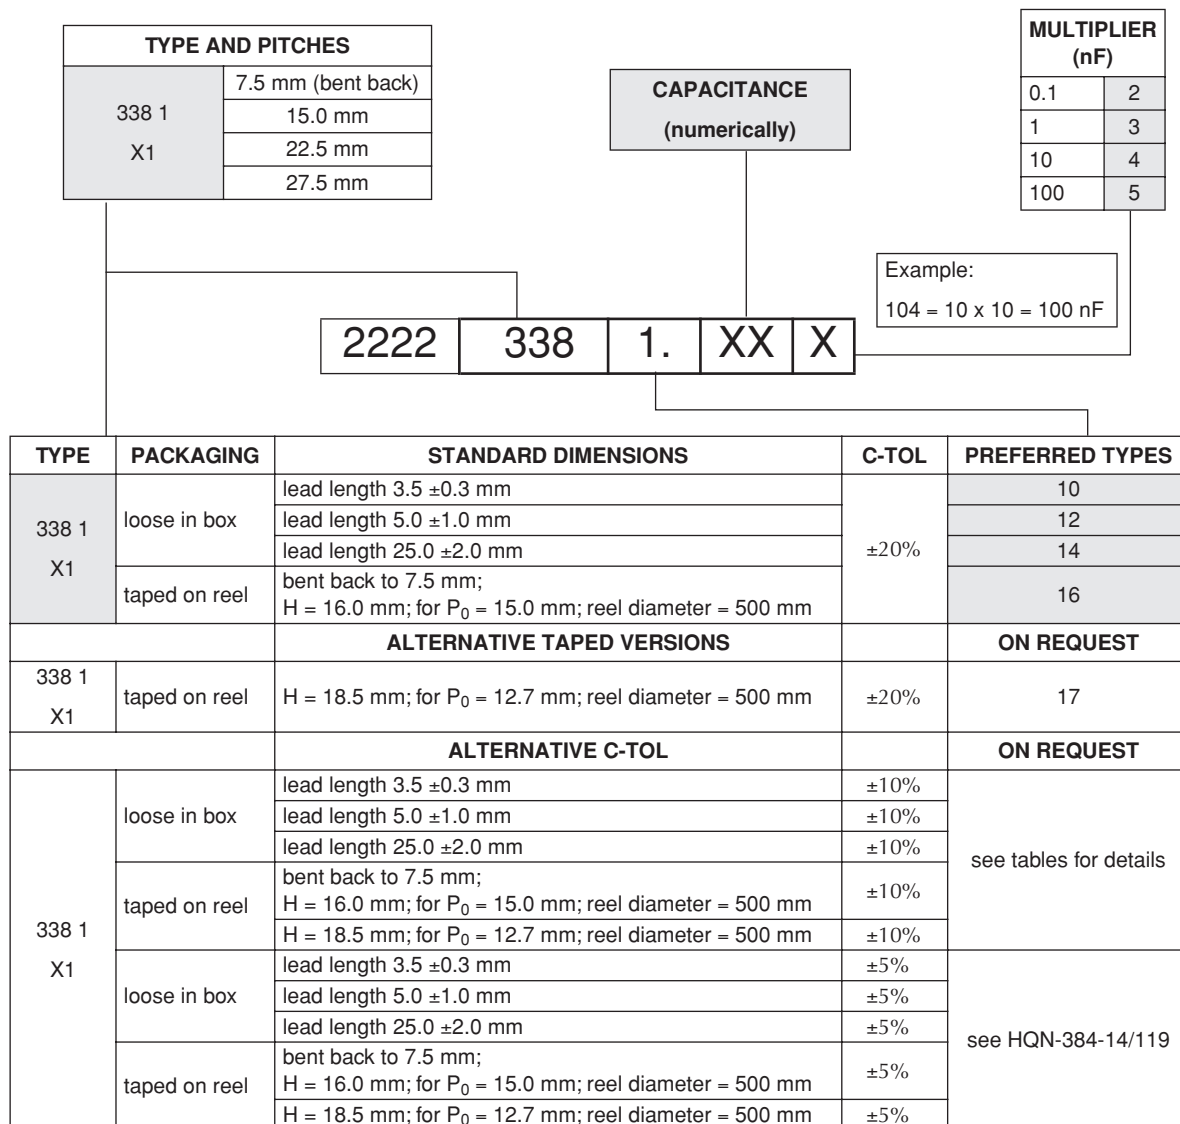 TYPE AND PITCHES
338 1
X1
7.5 mm (bent back)
15.0 mm
22.5 mm
27.5 mm
CAPACITANCE
(numerically)
MULTIPLIER
(nF)
0.1 2
1 3
10 4
100 5
Example:
104 = 10 x 10 = 100 nF
2222 338 1. XX X
TYPE PACKAGING STANDARD DIMENSIONS C-TOL PREFERRED TYPES
338 1
X1
loose in box
lead length 3.5 ±0.3 mm
±20%
10
lead length 5.0 ±1.0 mm
12
lead length 25.0 ±2.0 mm
14
taped on reel
bent back to 7.5 mm;
H = 16.0 mm; for P0 = 15.0 mm; reel diameter = 500 mm
16
ALTERNATIVE TAPED VERSIONS ON REQUEST
338 1
X1
taped on reel
H = 18.5 mm; for P0 = 12.7 mm; reel diameter = 500 mm
±20%
17
ALTERNATIVE C-TOL ON REQUEST
338 1
X1
loose in box
lead length 3.5 ±0.3 mm ±10%
lead length 5.0 ±1.0 mm ±10%
lead length 25.0 ±2.0 mm ±10%
see tables for details
taped on reel
bent back to 7.5 mm;
H = 16.0 mm; for P0 = 15.0 mm; reel diameter = 500 mm
±10%
H = 18.5 mm; for P0 = 12.7 mm; reel diameter = 500 mm ±10%
loose in box
lead length 3.5 ±0.3 mm ±5%
lead length 5.0 ±1.0 mm ±5%
lead length 25.0 ±2.0 mm ±5%
see HQN-384-14/119
taped on reel
bent back to 7.5 mm;
H = 16.0 mm; for P0 = 15.0 mm; reel diameter = 500 mm
±5%
H = 18.5 mm; for P0 = 12.7 mm; reel diameter = 500 mm ±5%